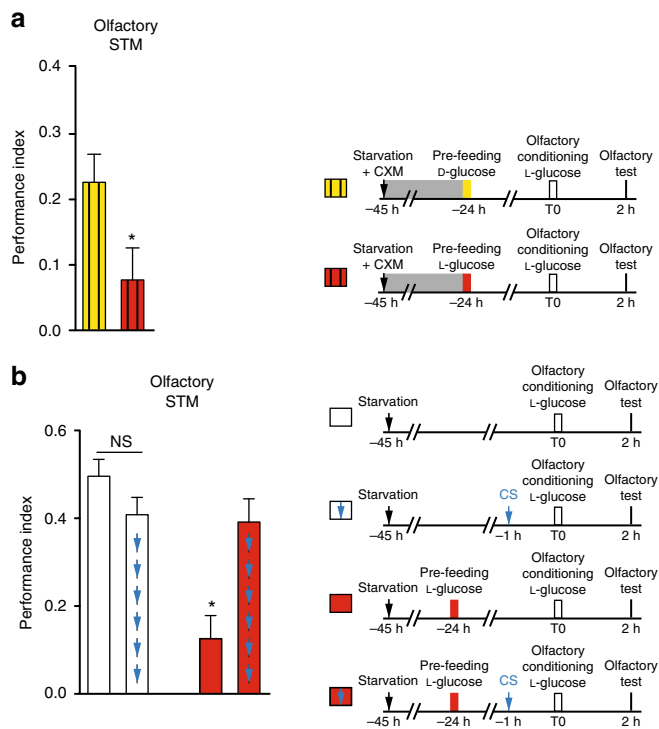 a
Olfactory
STM
Performance index
0.4
0.3
0.2
0.1
0.0
*
Starvation
+ CXM
Pre-feeding
D-glucose
Olfactory
conditioning
L-glucose
Olfactory
test
–45 h
–24 h
T0
2 h
Starvation
+ CXM
Pre-feeding
L-glucose
Olfactory
conditioning
L-glucose
Olfactory
test
–45 h
–24 h
T0
2 h
b
Olfactory
STM
Performance index
0.6
0.4
0.2
0.0
NS
*
Starvation
Olfactory
conditioning
L-glucose
Olfactory
test
–45 h
T0
2 h
Starvation
CS
Olfactory
conditioning
L-glucose
Olfactory
test
–45 h
–1 h
T0
2 h
Starvation
Pre-feeding
L-glucose
Olfactory
conditioning
L-glucose
Olfactory
test
–45 h
–24 h
T0
2 h
Starvation
Pre-feeding
L-glucose
CS
Olfactory
conditioning
L-glucose
Olfactory
test
–45 h
–24 h
–1 h
T0
2 h